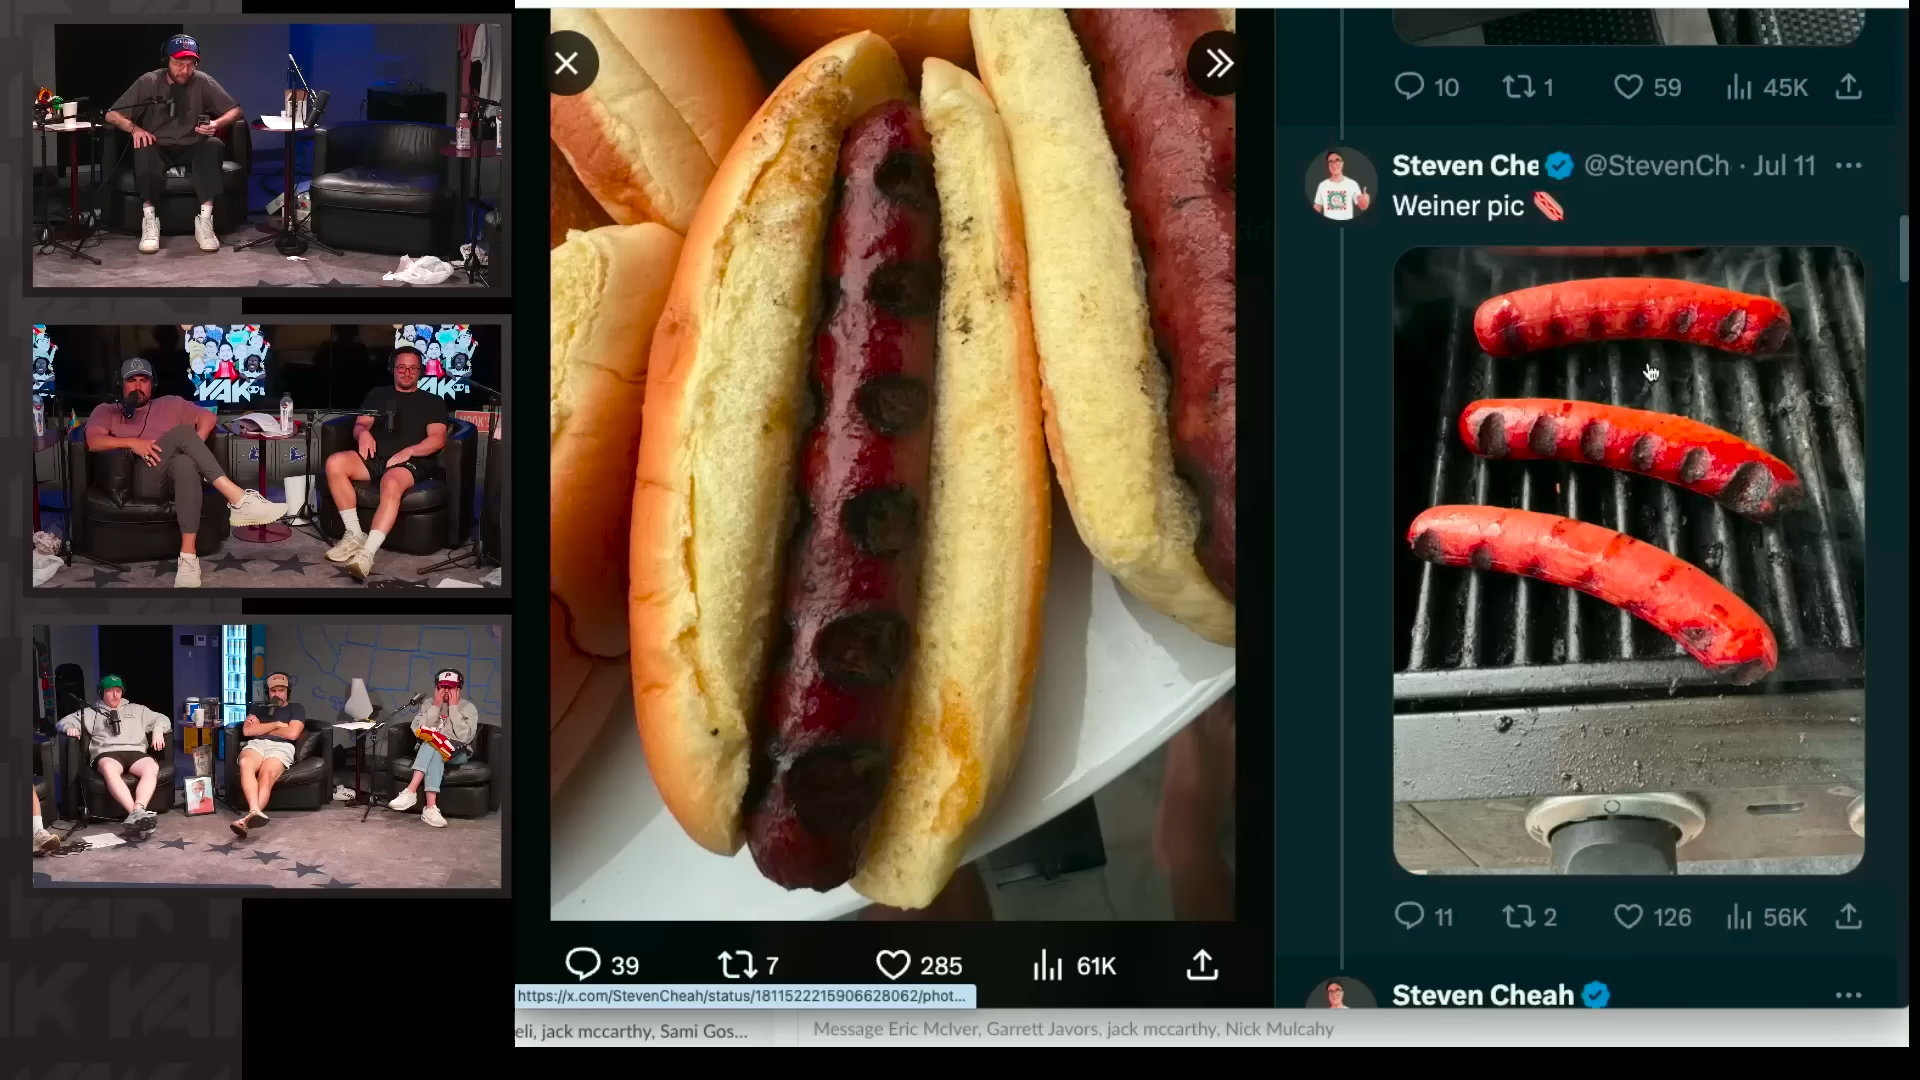 YAK
YAK
10
1
59
45K
Steven Che @StevenCh · Jul 11
Weiner pic
11
2
126
56K
Steven Cheah
39
7
285
61K
https://x.com/StevenCheah/status/1811522215906628062/phot...
eli, jack mccarthy, Sami Gos...
Message Eric McIver, Garrett Javors, jack mccarthy, Nick Mulcahy